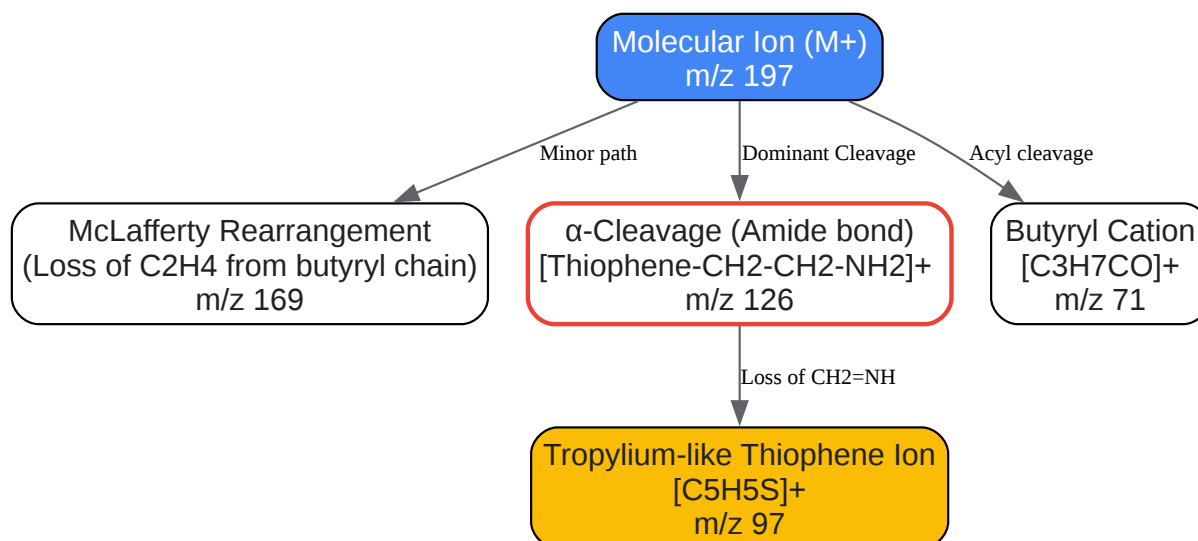 Molecular Ion (M+)
m/z 197
Minor path
Dominant Cleavage
Acyl cleavage
McLafferty Rearrangement
(Loss of C2H4 from butyryl chain)
m/z 169
α-Cleavage (Amide bond)
[Thiophene-CH2-CH2-NH2]+
m/z 126
Butyryl Cation
[C3H7CO]+
m/z 71
Loss of CH2=NH
Tropylium-like Thiophene Ion
[C5H5S]+
m/z 97